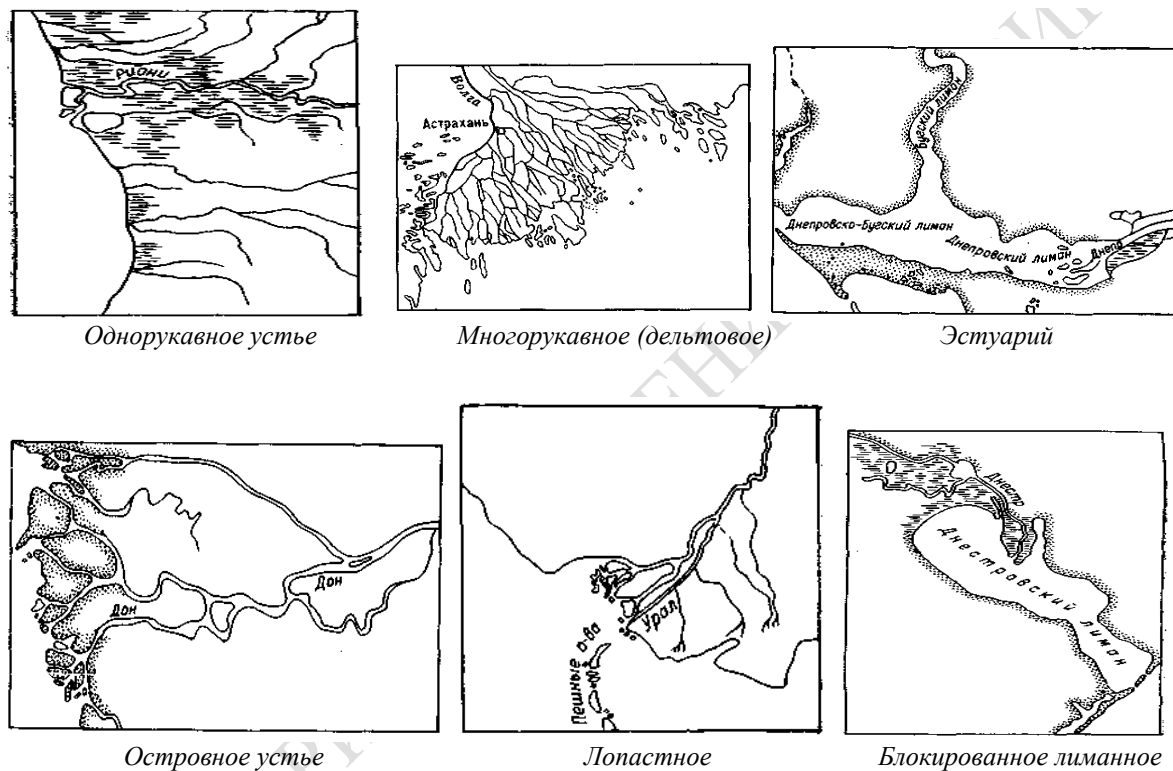 Риони
Волга
Астрахань
Бугский лиман
Днепровско-Бугский лиман
Днепровский лиман
Днепр
Однорукавное устье
Многорукавное (дельтовое)
Эстуарий
Дон
Дон
Урал
Пешные о-ва
О
Днестр
Днестровский лиман
Островное устье
Лопастное
Блокированное лиманное